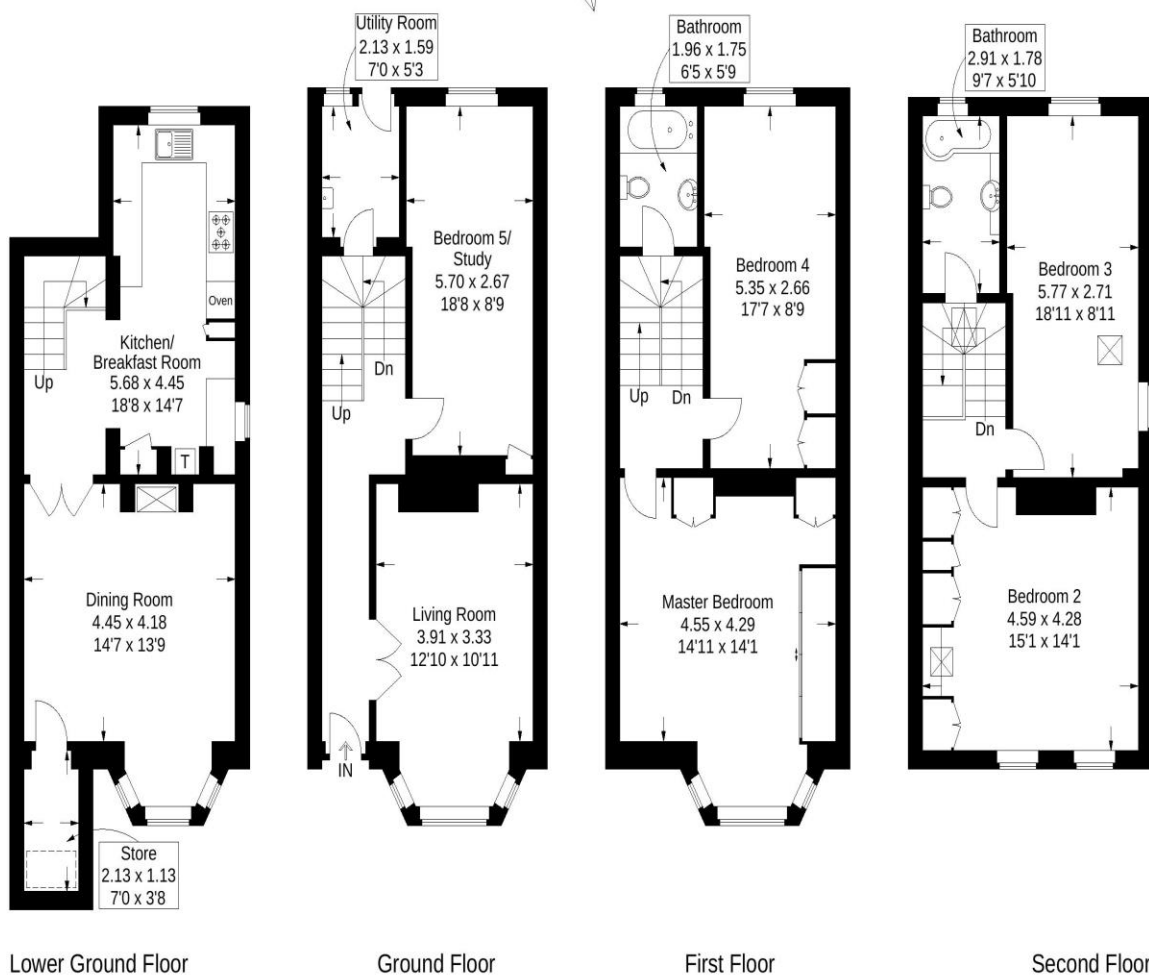 Utility Room
2.13 x 1.59
7'0 x 5'3
Bathroom
1.96 x 1.75
6'5 x 5'9
Bathroom
2.91 x 1.78
9'7 x 5'10
Oven
Kitchen/
Breakfast Room
5.68 x 4.45
18'8 x 14'7
Up
T
Dining Room
4.45 x 4.18
14'7 x 13'9
Store
2.13 x 1.13
7'0 x 3'8
Bedroom 5/
Study
5.70 x 2.67
18'8 x 8'9
Dn
Up
Living Room
3.91 x 3.33
12'10 x 10'11
IN
Bedroom 4
5.35 x 2.66
17'7 x 8'9
Up
Dn
Master Bedroom
4.55 x 4.29
14'11 x 14'1
Bedroom 3
5.77 x 2.71
18'11 x 8'11
Dn
Bedroom 2
4.59 x 4.28
15'1 x 14'1
Lower Ground Floor
Ground Floor
First Floor
Second Floor